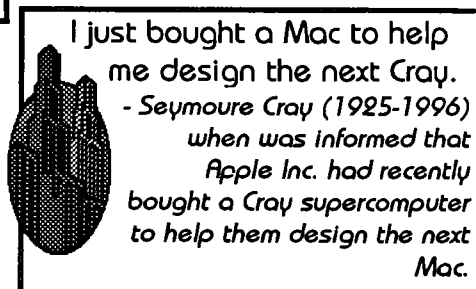 I just bought a Mac to help
me design the next Cray.
- Seymoure Cray (1925-1996)
when was informed that
Apple Inc. had recently
bought a Cray supercomputer
to help them design the next
Mac.